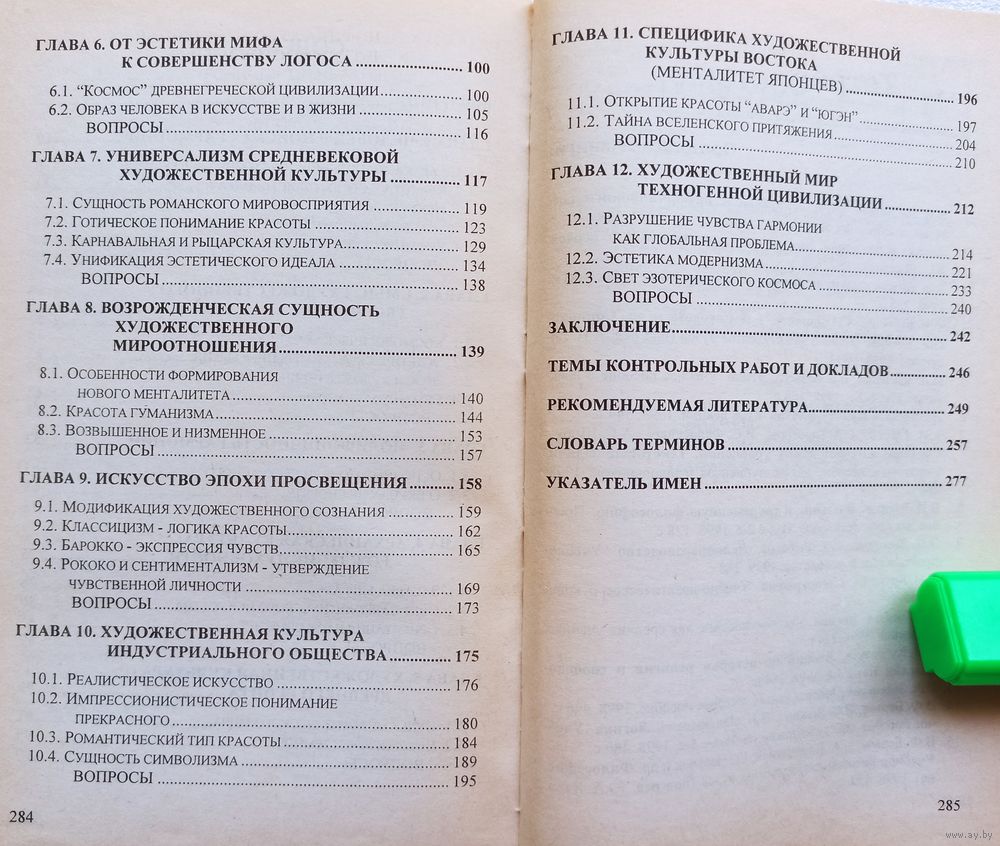 ГЛАВА 6. ОТ ЭСТЕТИКИ МИФА
К СОВЕРШЕНСТВУ ЛОГОСА ........................ 100
6.1. “КОСМОС” ДРЕВНЕГРЕЧЕСКОЙ ЦИВИЛИЗАЦИИ ................ 100
6.2. ОБРАЗ ЧЕЛОВЕКА В ИСКУССТВЕ И В ЖИЗНИ ...................... 105
ВОПРОСЫ ........................................................ 116
ГЛАВА 7. УНИВЕРСАЛИЗМ СРЕДНЕВЕКОВОЙ
ХУДОЖЕСТВЕННОЙ КУЛЬТУРЫ ................ 117
7.1. СУЩНОСТЬ РОМАНСКОГО МИРОВОСПРИЯТИЯ ................... 119
7.2. ГОТИЧЕСКОЕ ПОНИМАНИЕ КРАСОТЫ ............................... 123
7.3. КАРНАВАЛЬНАЯ И РЫЦАРСКАЯ КУЛЬТУРА ........................ 129
7.4. УНИФИКАЦИЯ ЭСТЕТИЧЕСКОГО ИДЕАЛА .......................... 134
ВОПРОСЫ ........................................................ 138
ГЛАВА 8. ВОЗРОЖДЕНЧЕСКАЯ СУЩНОСТЬ
ХУДОЖЕСТВЕННОГО
МИРООТНОШЕНИЯ ........................................ 139
8.1. ОСОБЕННОСТИ ФОРМИРОВАНИЯ
НОВОГО МЕНТАЛИТЕТА ................................................ 140
8.2. КРАСОТА ГУМАНИЗМА ................................................... 144
8.3. ВОЗВЫШЕННОЕ И НИЗМЕННОЕ ........................................ 153
ВОПРОСЫ ........................................................ 157
ГЛАВА 9. ИСКУССТВО ЭПОХИ ПРОСВЕЩЕНИЯ ............ 158
9.1. МОДИФИКАЦИЯ ХУДОЖЕСТВЕННОГО СОЗНАНИЯ ................ 159
9.2. КЛАССИЦИЗМ - ЛОГИКА КРАСОТЫ ..................................... 162
9.3. БАРОККО - ЭКСПРЕССИЯ ЧУВСТВ ...................................... 165
9.4. РОКОКО И СЕНТИМЕНТАЛИЗМ - УТВЕРЖДЕНИЕ
ЧУВСТВЕННОЙ ЛИЧНОСТИ ............................................. 169
ВОПРОСЫ ........................................................ 173
ГЛАВА 10. ХУДОЖЕСТВЕННАЯ КУЛЬТУРА
ИНДУСТРИАЛЬНОГО ОБЩЕСТВА ............... 175
10.1. РЕАЛИСТИЧЕСКОЕ ИСКУССТВО ....................................... 176
10.2. ИМПРЕССИОНИСТИЧЕСКОЕ ПОНИМАНИЕ
ПРЕКРАСНОГО .......................................................... 180
10.3. РОМАНТИЧЕСКИЙ ТИП КРАСОТЫ ..................................... 184
10.4. СУЩНОСТЬ СИМВОЛИЗМА .............................................. 189
ВОПРОСЫ ........................................................ 195
284
ГЛАВА 11. СПЕЦИФИКА ХУДОЖЕСТВЕННОЙ
КУЛЬТУРЫ ВОСТОКА
(МЕНТАЛИТЕТ ЯПОНЦЕВ) ........................ 196
11.1. ОТКРЫТИЕ КРАСОТЫ “АВАРЭ” И “ЮГЭН” ........................ 197
11.2. ТАЙНА ВСЕЛЕНСКОГО ПРИТЯЖЕНИЯ .............................. 204
ВОПРОСЫ ........................................................ 210
ГЛАВА 12. ХУДОЖЕСТВЕННЫЙ МИР
ТЕХНОГЕННОЙ ЦИВИЛИЗАЦИИ ............... 212
12.1. РАЗРУШЕНИЕ ЧУВСТВА ГАРМОНИИ
КАК ГЛОБАЛЬНАЯ ПРОБЛЕМА ........................................ 214
12.2. ЭСТЕТИКА МОДЕРНИЗМА ............................................... 221
12.3. СВЕТ ЭЗОТЕРИЧЕСКОГО КОСМОСА .................................. 233
ВОПРОСЫ ........................................................ 240
ЗАКЛЮЧЕНИЕ ........................................................ 242
ТЕМЫ КОНТРОЛЬНЫХ РАБОТ И ДОКЛАДОВ ............ 246
РЕКОМЕНДУЕМАЯ ЛИТЕРАТУРА ............................ 249
СЛОВАРЬ ТЕРМИНОВ ............................................. 257
УКАЗАТЕЛЬ ИМЕН ................................................. 277
285
www.ay.by